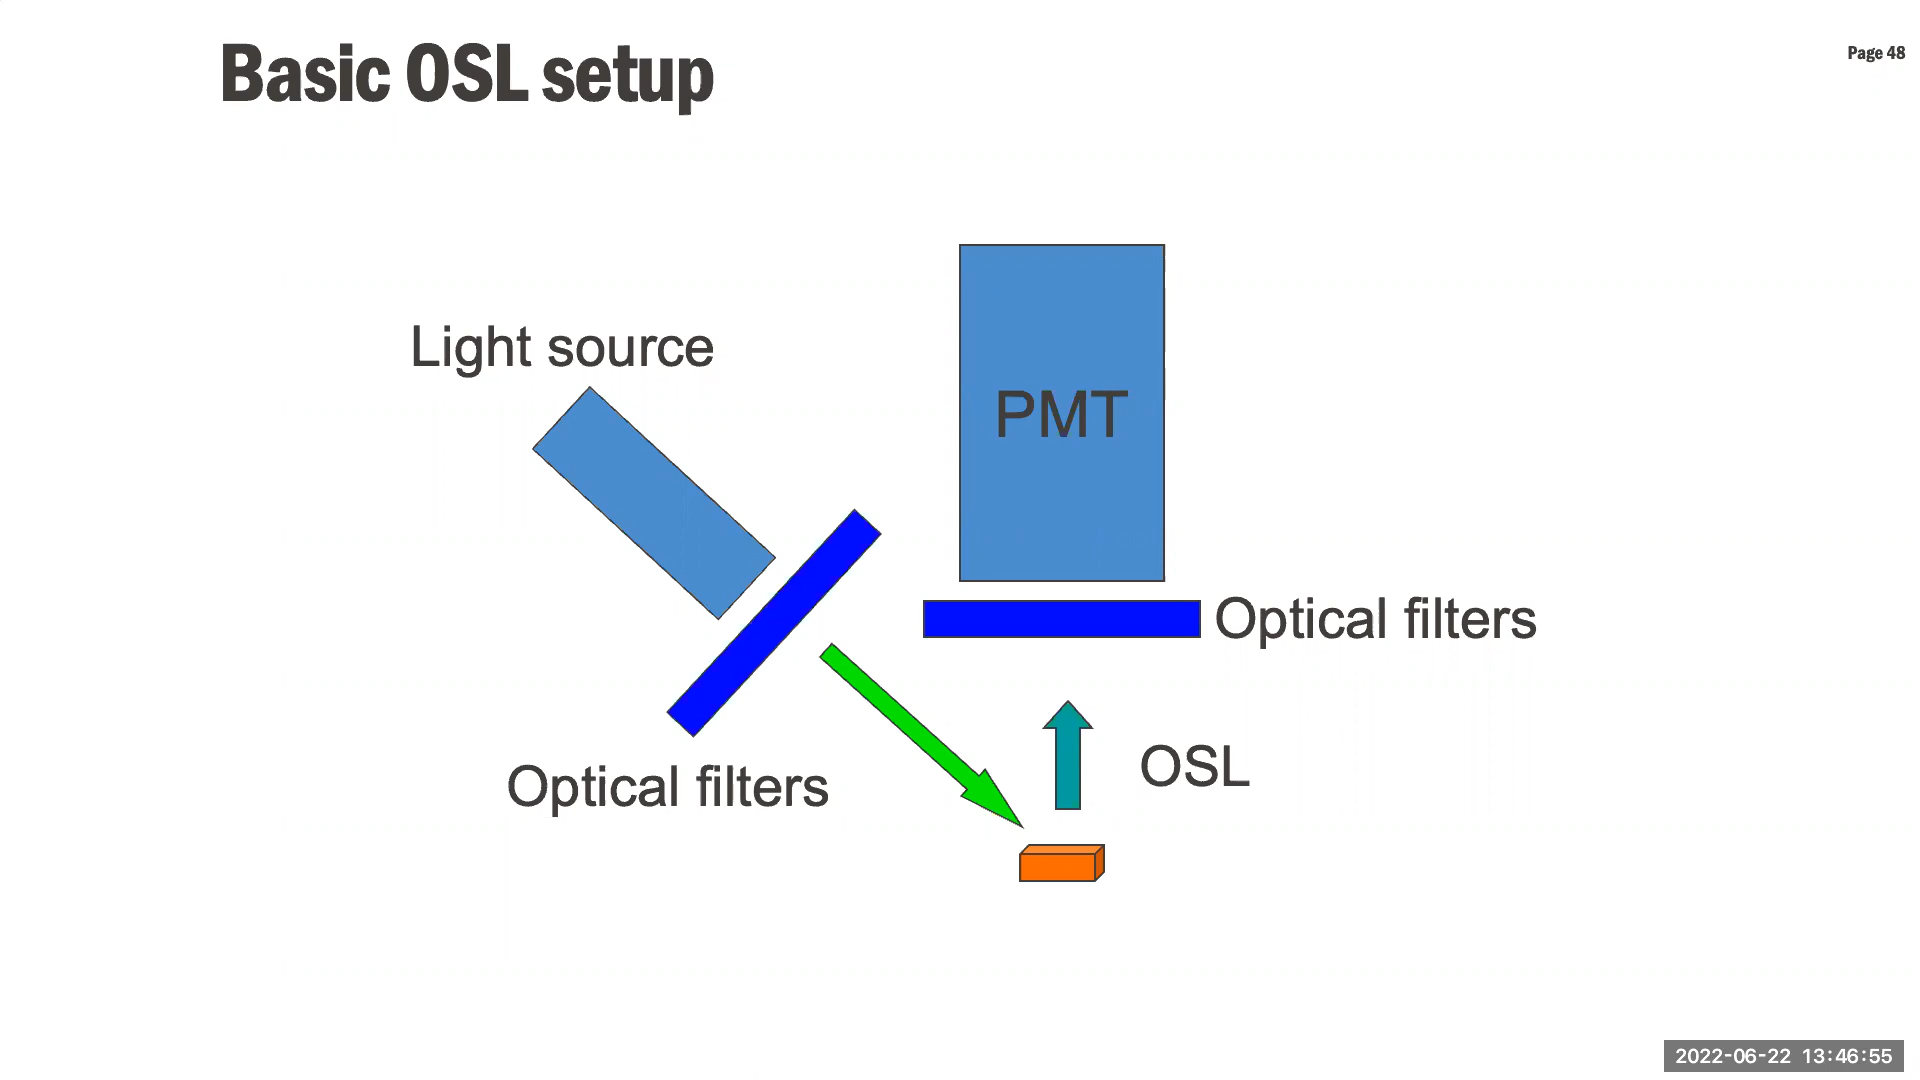 Basic OSL setup
Page 48
Light source
PMT
Optical filters
Optical filters
OSL
2022-06-22 13:46:55